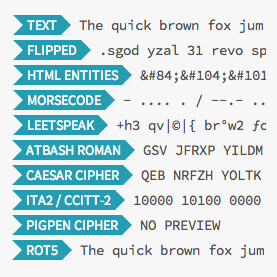 TEXT The quick brown fox jum
FLIPPED .sgod yzal 31 revo sp
HTML ENTITIES &#84;&#104;&#101
MORSECODE - .... . / --.- ..
LEETSPEAK +h3 qv|©|{ br°w2 ƒo
ATBASH ROMAN GSV JFRXP YILDM
CAESAR CIPHER QEB NRFZH YOLTK
ITA2 / CCITT-2 10000 10100 0000
PIGPEN CIPHER NO PREVIEW
ROT5 The quick brown fox jum